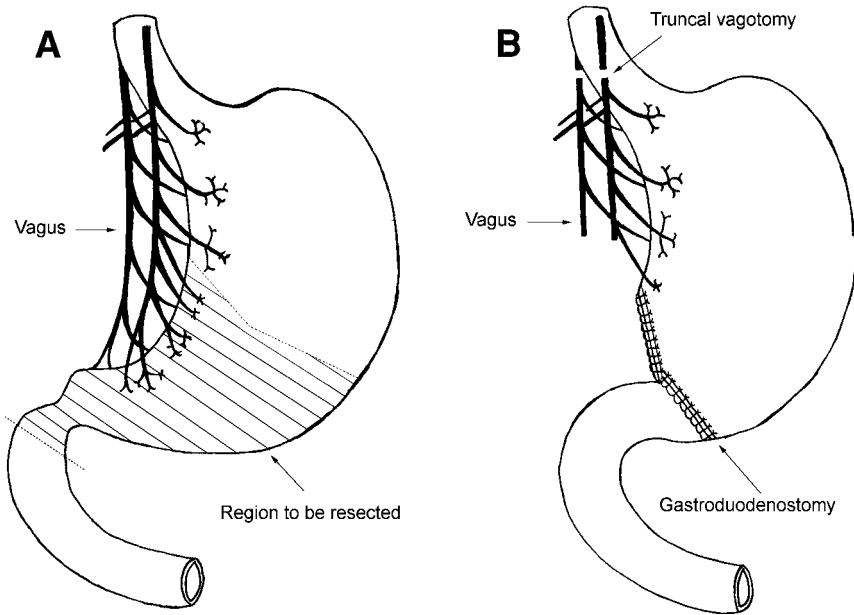 A
Vagus
Region to be resected
B
Truncal vagotomy
Vagus
Gastroduodenostomy